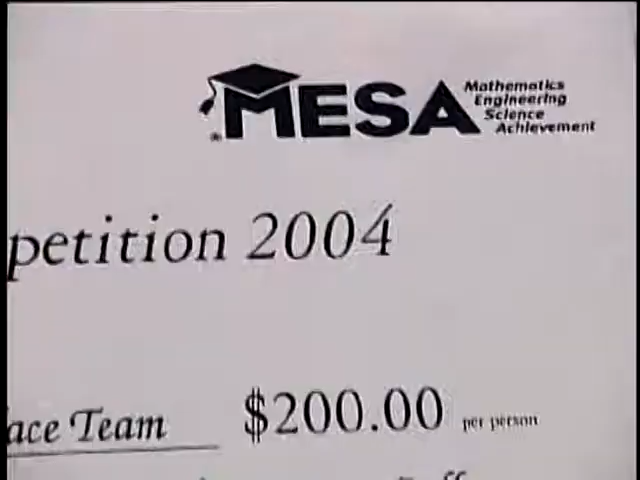 MESA
Mathematics
Engineering
Science
Achievement
petition 2004
ace Team $200.00 per person